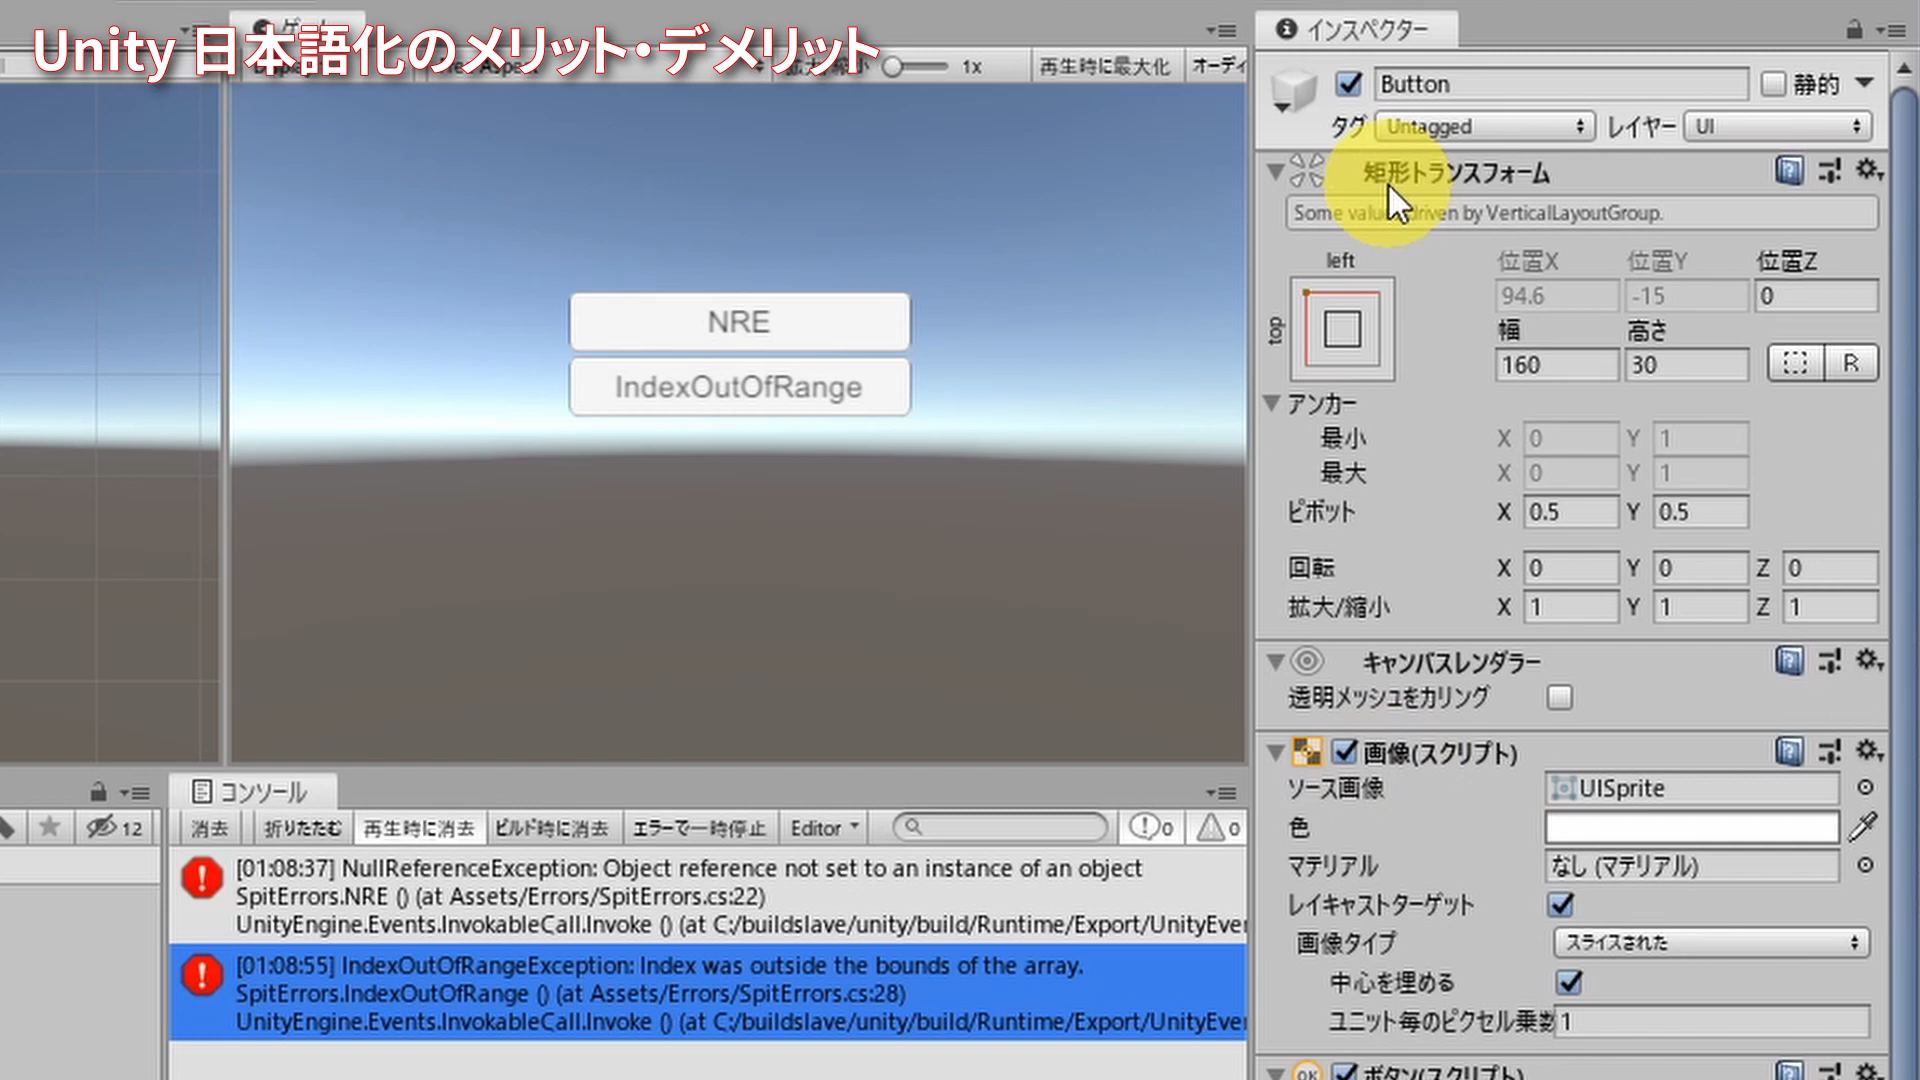 Unity 日本語化のメリット・デメリット
1x
再生時に最大化
オーディ
NRE
IndexOutOfRange
12
コンソール
消去
折りたたむ
再生時に消去
ビルド時に消去
エラーで一時停止
Editor
0
0
[01:08:37] NullReferenceException: Object reference not set to an instance of an object
SpitErrors.NRE () (at Assets/Errors/SpitErrors.cs:22)
UnityEngine.Events.InvokableCall.Invoke () (at C:/buildslave/unity/build/Runtime/Export/UnityEve
[01:08:55] IndexOutOfRangeException: Index was outside the bounds of the array.
SpitErrors.IndexOutOfRange () (at Assets/Errors/SpitErrors.cs:28)
UnityEngine.Events.InvokableCall.Invoke () (at C:/buildslave/unity/build/Runtime/Export/UnityEve
インスペクター
Button
静的
タグ Untagged レイヤー UI
矩形トランスフォーム
Some values driven by VerticalLayoutGroup.
left
top
位置X 位置Y 位置Z
94.6 -15 0
幅 高さ
160 30
R
アンカー
最小 X 0 Y 1
最大 X 0 Y 1
ピボット X 0.5 Y 0.5
回転 X 0 Y 0 Z 0
拡大/縮小 X 1 Y 1 Z 1
キャンバスレンダラー
透明メッシュをカリング
画像(スクリプト)
ソース画像 UISprite
色
マテリアル なし (マテリアル)
レイキャストターゲット
画像タイプ スライスされた
中心を埋める
ユニット毎のピクセル乗数 1
OK ボタン(スクリプト)